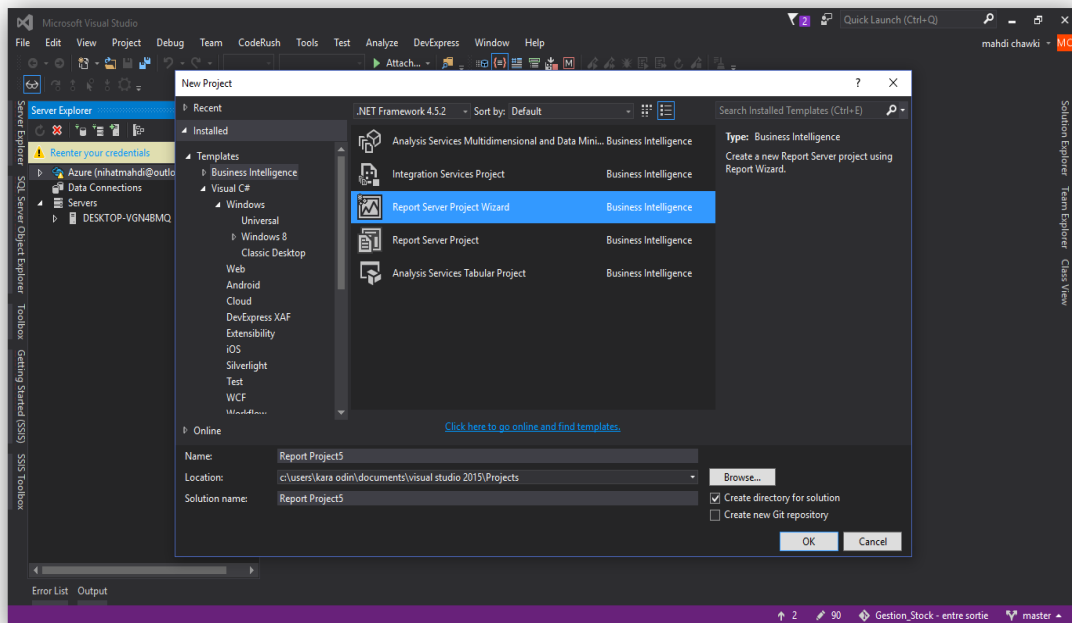 Microsoft Visual Studio
2
Quick Launch (Ctrl+Q)
File Edit View Project Debug Team CodeRush Tools Test Analyze DevExpress Window Help
mahdi chawki
MC
Attach...
New Project
?
Server Explorer
Recent
.NET Framework 4.5.2
Sort by: Default
Search Installed Templates (Ctrl+E)
Installed
Reenter your credentials
Azure (nihatmahdi@outlo
Data Connections
Servers
DESKTOP-VGN4BMQ
Templates
Business Intelligence
Visual C#
Windows
Universal
Windows 8
Classic Desktop
Web
Android
Cloud
DevExpress XAF
Extensibility
iOS
Silverlight
Test
WCF
Workflow
Online
Analysis Services Multidimensional and Data Mini... Business Intelligence
Integration Services Project Business Intelligence
Report Server Project Wizard Business Intelligence
Report Server Project Business Intelligence
Analysis Services Tabular Project Business Intelligence
Type: Business Intelligence
Create a new Report Server project using
Report Wizard.
Click here to go online and find templates.
Name: Report Project5
Location: c:\users\kara odin\documents\visual studio 2015\Projects
Browse...
Solution name: Report Project5
Create directory for solution
Create new Git repository
OK
Cancel
Server Explorer
SQL Server Object Explorer
Toolbox
Getting Started (SSIS)
SSIS Toolbox
Solution Explorer
Team Explorer
Class View
Error List Output
2 90 Gestion_Stock - entre sortie master